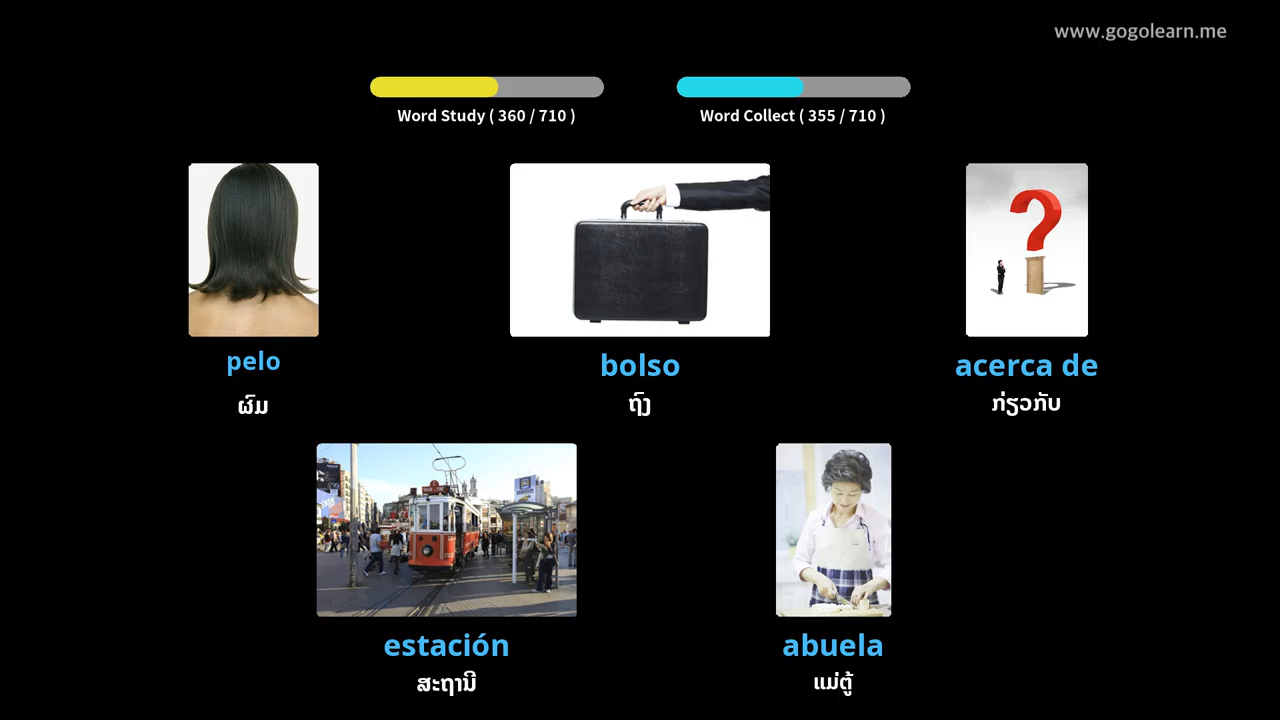 www.gogolearn.me
Word Study ( 360 / 710 )
Word Collect ( 355 / 710 )
pelo
ຜົມ
bolso
ຖົງ
acerca de
ກ່ຽວກັບ
estación
ສະຖານີ
abuela
ແມ່ຕູ້